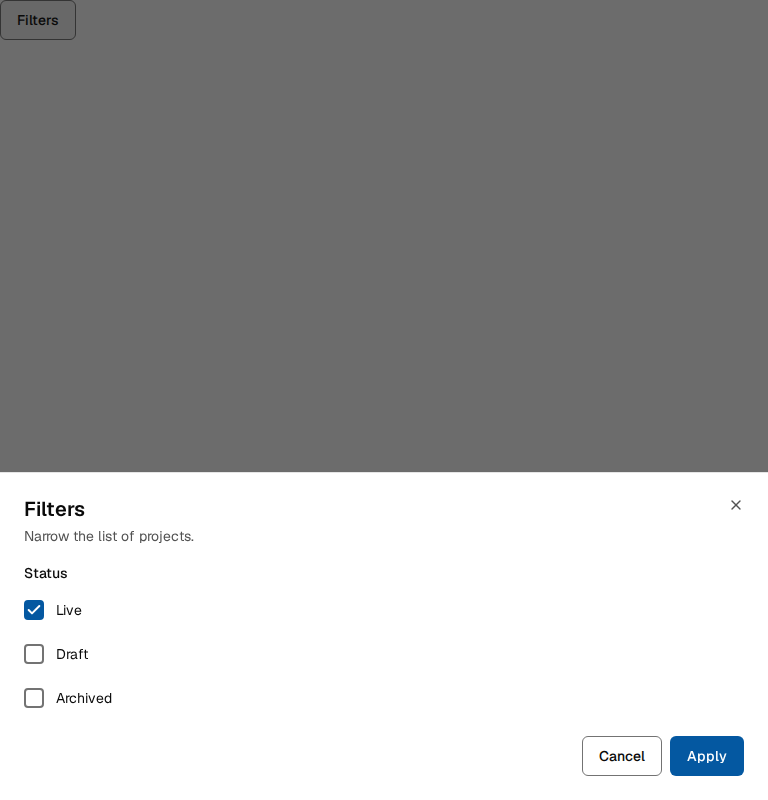 Filters
Filters
Narrow the list of projects.
Status
Live
Draft
Archived
Cancel
Apply